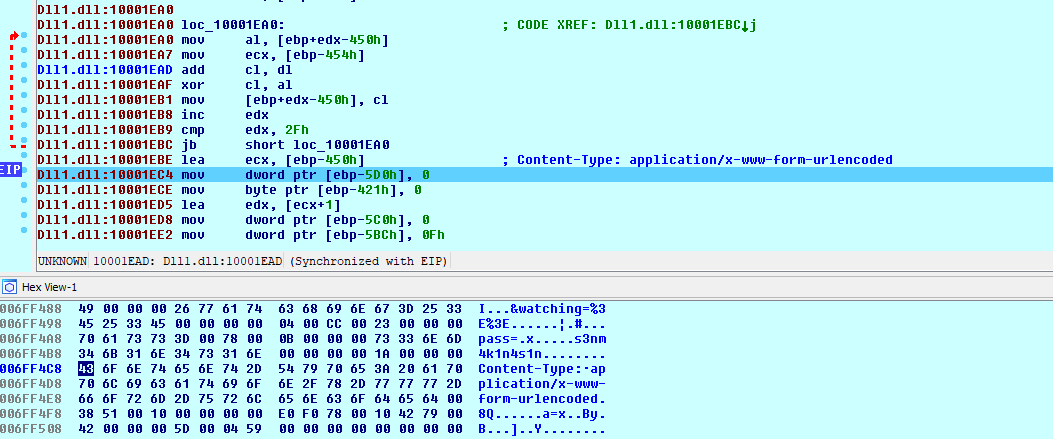 Dll1.dll:10001EA0
Dll1.dll:10001EA0 loc_10001EA0: ; CODE XREF: Dll1.dll:10001EBC↓j
Dll1.dll:10001EA0 mov al, [ebp+edx-450h]
Dll1.dll:10001EA7 mov ecx, [ebp-454h]
Dll1.dll:10001EAD add cl, dl
Dll1.dll:10001EAF xor cl, al
Dll1.dll:10001EB1 mov [ebp+edx-450h], cl
Dll1.dll:10001EB8 inc edx
Dll1.dll:10001EB9 cmp edx, 2Fh
Dll1.dll:10001EBC jb short loc_10001EA0
Dll1.dll:10001EBE lea ecx, [ebp-450h] ; Content-Type: application/x-www-form-urlencoded
EIP Dll1.dll:10001EC4 mov dword ptr [ebp-5D0h], 0
Dll1.dll:10001ECE mov byte ptr [ebp-421h], 0
Dll1.dll:10001ED5 lea edx, [ecx+1]
Dll1.dll:10001ED8 mov dword ptr [ebp-5C0h], 0
Dll1.dll:10001EE2 mov dword ptr [ebp-5BCh], 0Fh
UNKNOWN 10001EAD: Dll1.dll:10001EAD (Synchronized with EIP)
Hex View-1
006FF488 49 00 00 00 26 77 61 74 63 68 69 6E 67 3D 25 33 I...&watching=%3
006FF498 45 25 33 45 00 00 00 00 04 00 CC 00 23 00 00 00 E%3E......¦.#...
006FF4A8 70 61 73 73 3D 00 78 00 0B 00 00 00 73 33 6E 6D pass=.x.....s3nm
006FF4B8 34 6B 31 6E 34 73 31 6E 00 00 00 00 1A 00 00 00 4k1n4s1n........
006FF4C8 43 6F 6E 74 65 6E 74 2D 54 79 70 65 3A 20 61 70 Content-Type:·ap
006FF4D8 70 6C 69 63 61 74 69 6F 6E 2F 78 2D 77 77 77 2D plication/x-www-
006FF4E8 66 6F 72 6D 2D 75 72 6C 65 6E 63 6F 64 65 64 00 form-urlencoded.
006FF4F8 38 51 00 10 00 00 00 00 E0 F0 78 00 10 42 79 00 8Q......a=x..By.
006FF508 42 00 00 00 5D 00 04 59 00 00 00 00 00 00 00 00 B...]..Y........